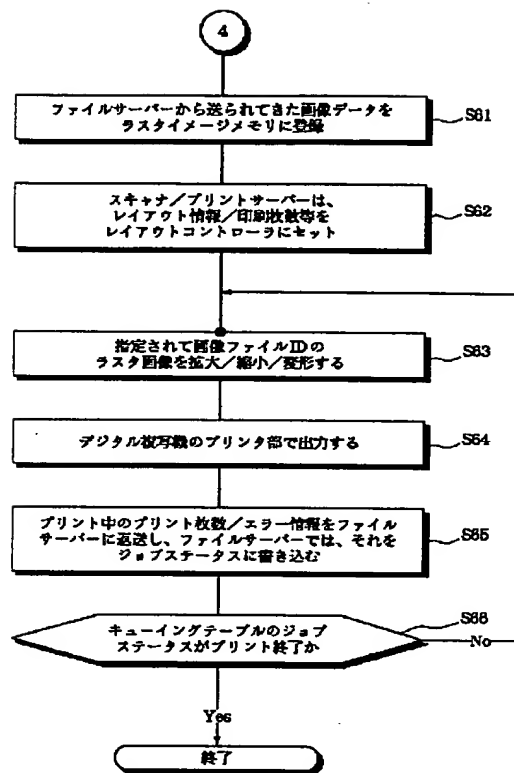 4
ファイルサーバーから送られてきた画像データを
ラスタイメージメモリに登録
S61
スキャナ/プリントサーバーは、
レイアウト情報/印刷枚数等を
レイアウトコントローラにセット
S62
指定されて画像ファイルIDの
ラスタ画像を拡大/縮小/変形する
S63
デジタル複写機のプリンタ部で出力する
S64
プリント中のプリント枚数/エラー情報をファイル
サーバーに返送し、ファイルサーバーでは、それを
ジョブステータスに書き込む
S65
キューイングテーブルのジョブ
ステータスがプリント終了か
S66
No
Yes
終了